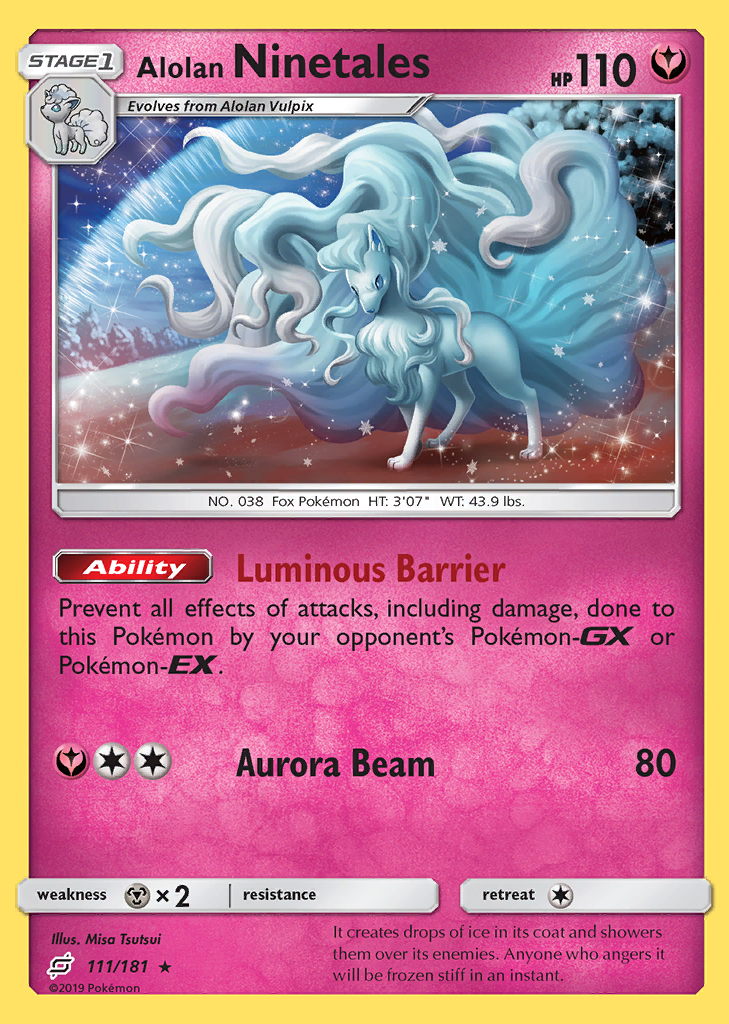 STAGE1
Alolan Ninetales
HP110
Evolves from Alolan Vulpix
NO. 038 Fox Pokémon HT: 3'07" WT: 43.9 lbs.
Ability Luminous Barrier
Prevent all effects of attacks, including damage, done to
this Pokémon by your opponent's Pokémon-GX or
Pokémon-EX.
Aurora Beam 80
weakness ×2 resistance retreat
Illus. Misa Tsutsui
111/181
©2019 Pokémon
It creates drops of ice in its coat and showers
them over its enemies. Anyone who angers it
will be frozen stiff in an instant.